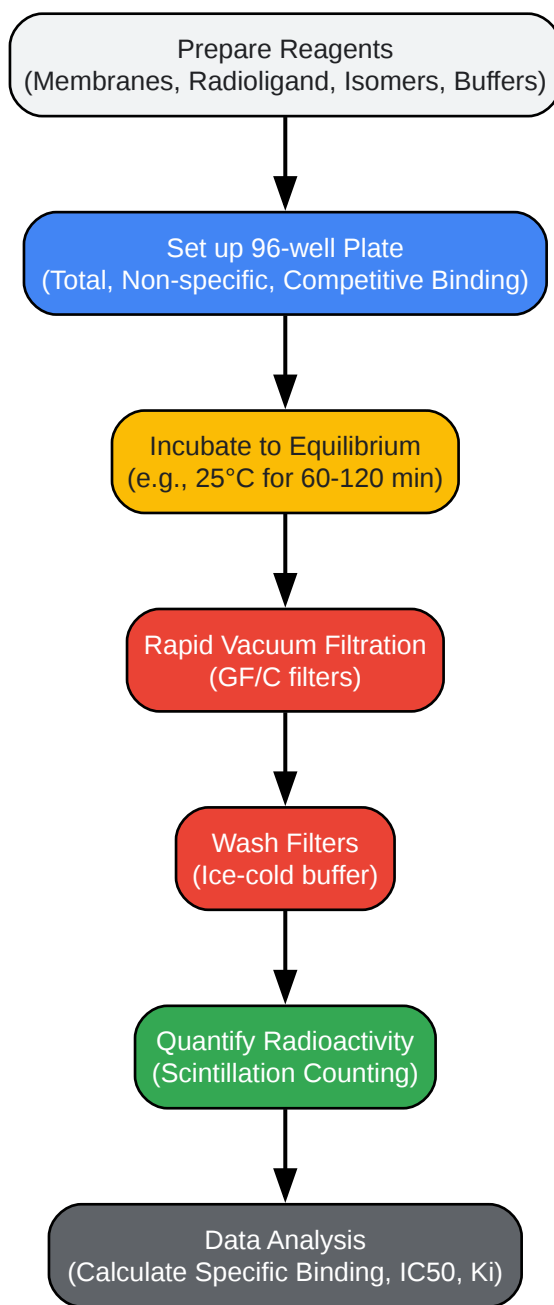 Prepare Reagents
(Membranes, Radioligand, Isomers, Buffers)
Set up 96-well Plate
(Total, Non-specific, Competitive Binding)
Incubate to Equilibrium
(e.g., 25°C for 60-120 min)
Rapid Vacuum Filtration
(GF/C filters)
Wash Filters
(Ice-cold buffer)
Quantify Radioactivity
(Scintillation Counting)
Data Analysis
(Calculate Specific Binding, IC50, Ki)